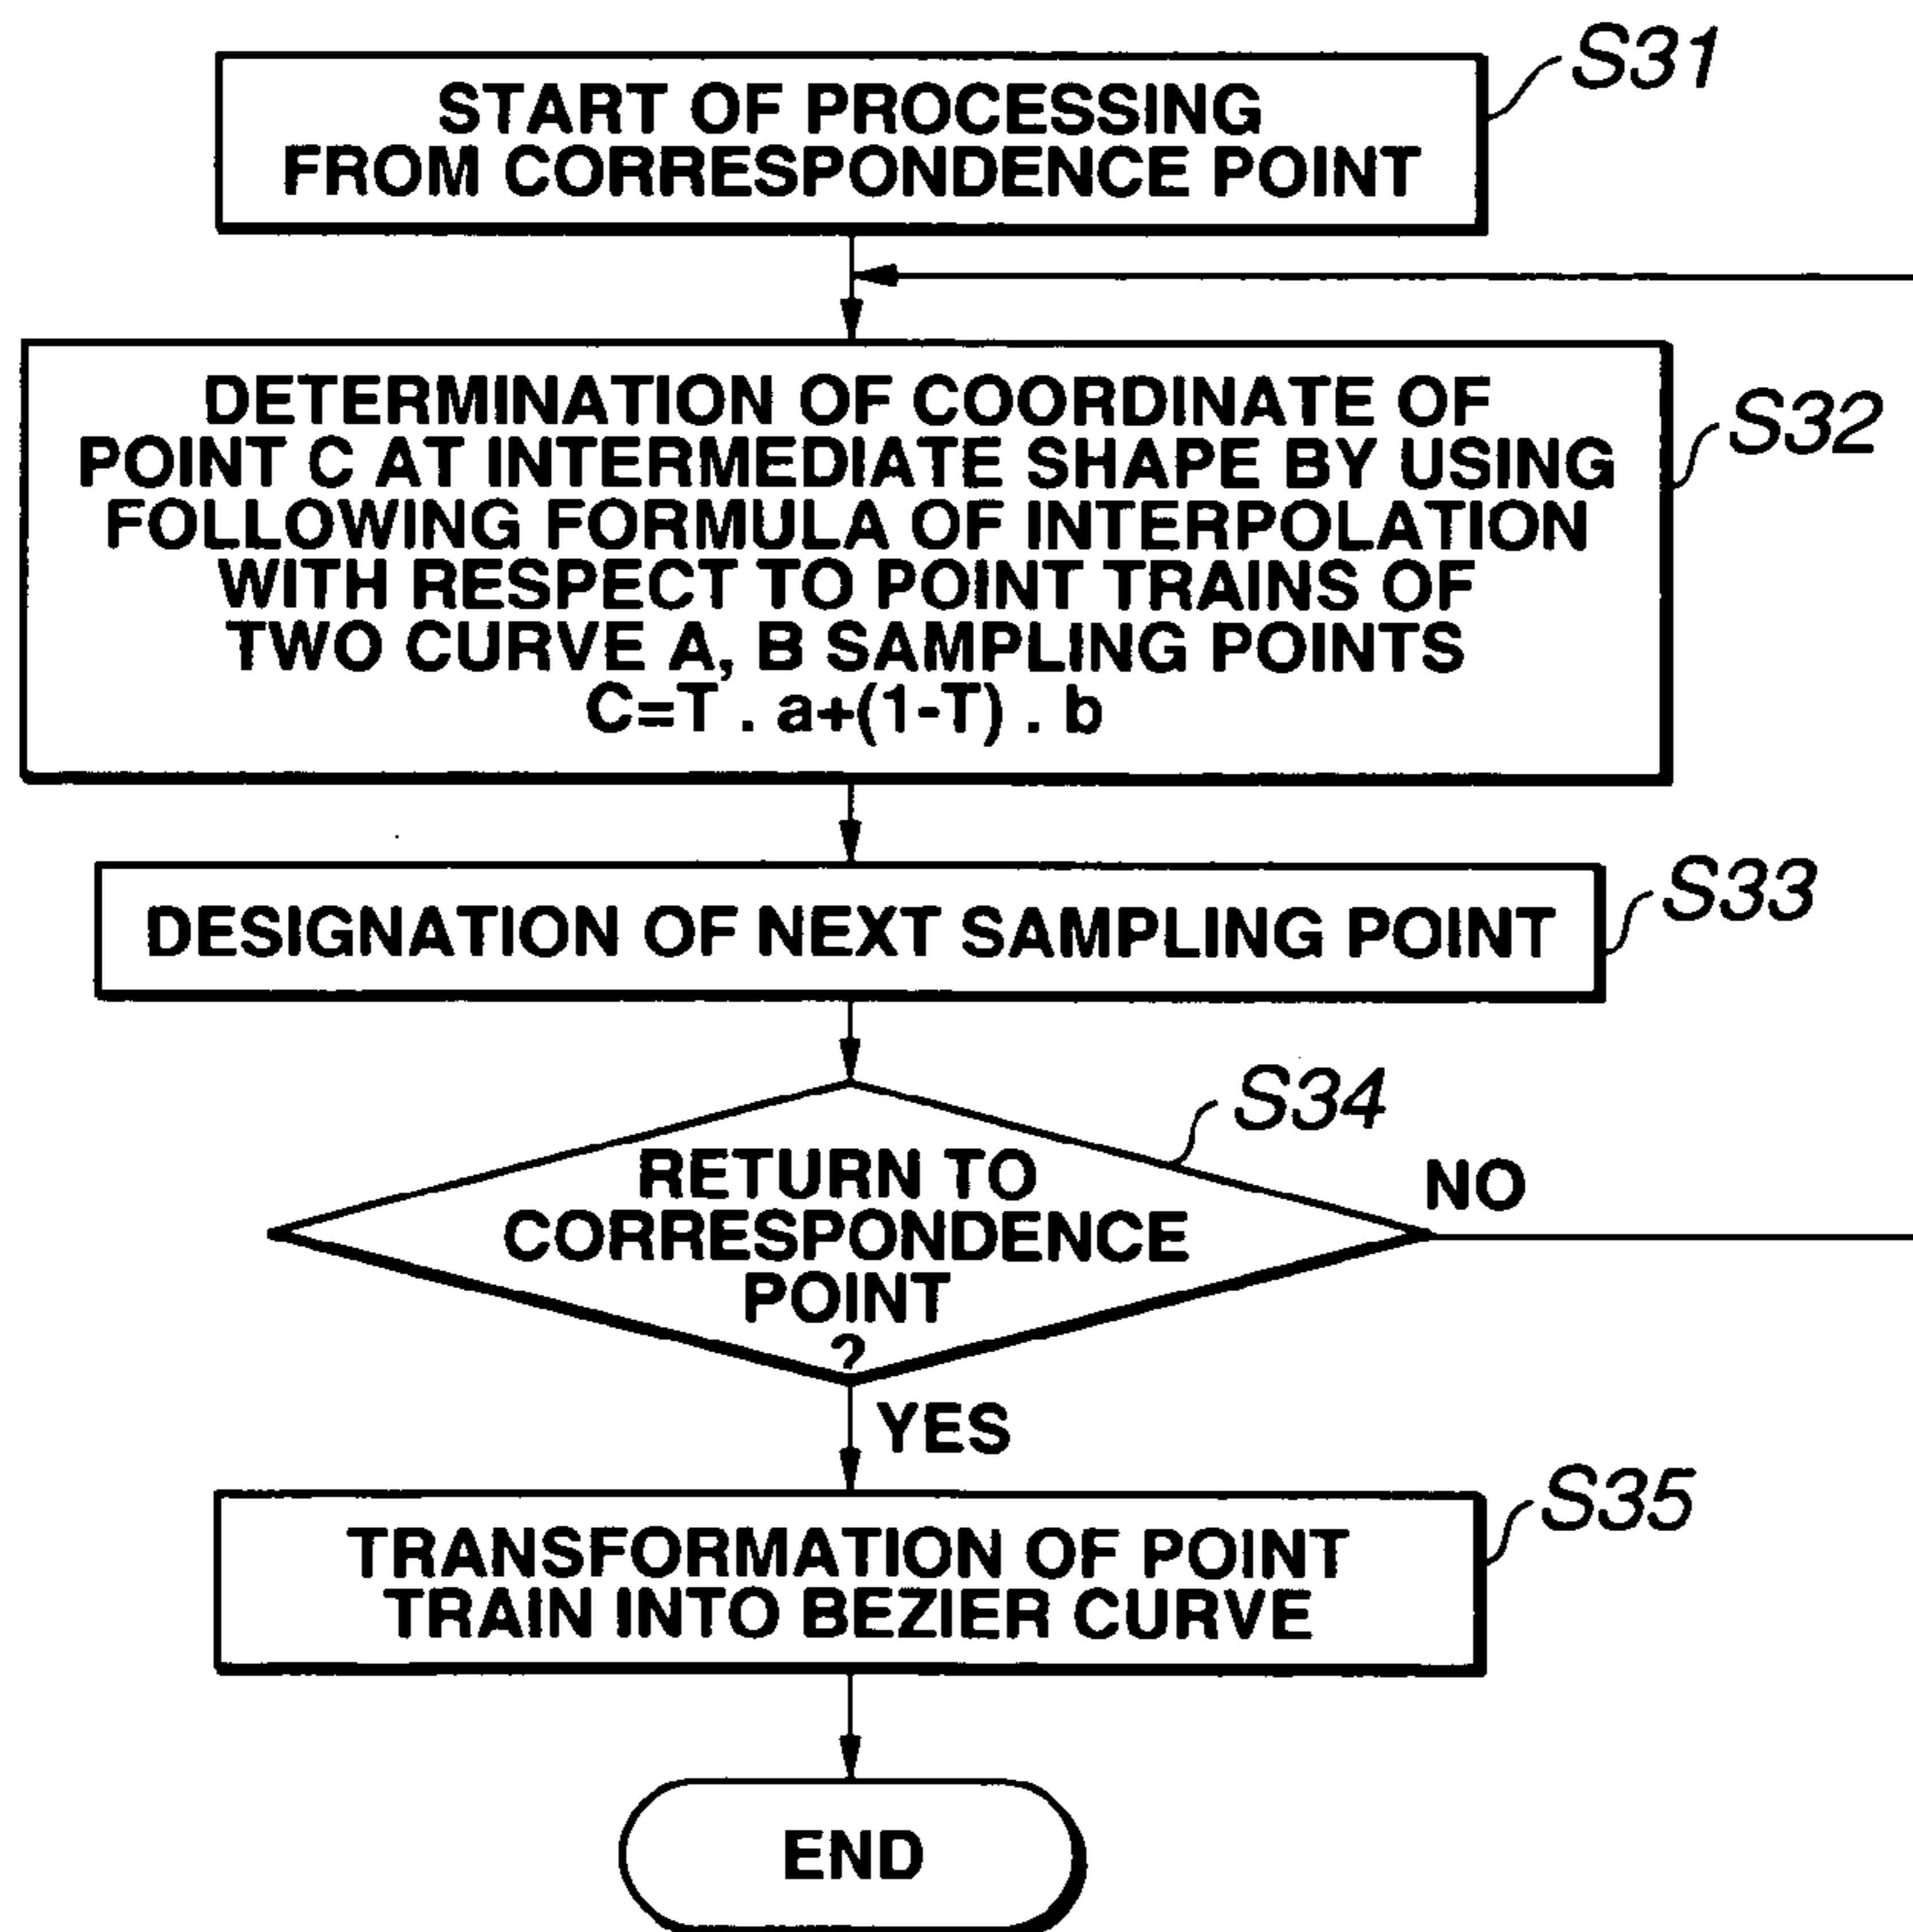 S31
START OF PROCESSING
FROM CORRESPONDENCE POINT
S32
DETERMINATION OF COORDINATE OF
POINT C AT INTERMEDIATE SHAPE BY USING
FOLLOWING FORMULA OF INTERPOLATION
WITH RESPECT TO POINT TRAINS OF
TWO CURVE A, B SAMPLING POINTS
C=T . a+(1-T) . b
S33
DESIGNATION OF NEXT SAMPLING POINT
S34
RETURN TO
CORRESPONDENCE
POINT
?
NO
YES
S35
TRANSFORMATION OF POINT
TRAIN INTO BEZIER CURVE
END